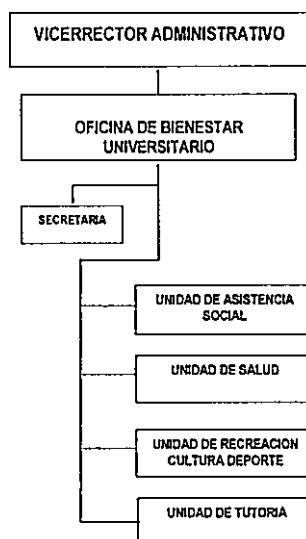 VICERRECTOR ADMINISTRATIVO
OFICINA DE BIENESTAR
UNIVERSITARIO
SECRETARIA
UNIDAD DE ASISTENCIA
SOCIAL
UNIDAD DE SALUD
UNIDAD DE RECREACION
CULTURA DEPORTE
UNIDAD DE TUTORIA